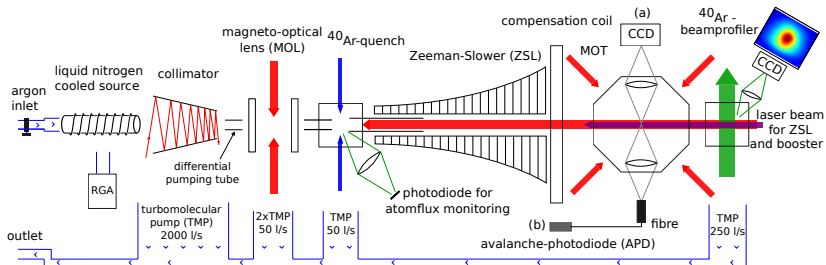 argon
inlet
liquid nitrogen
cooled source
collimator
magneto-optical
lens (MOL)
⁴⁰Ar-quench
Zeeman-Slower (ZSL)
compensation coil
(a)
CCD
MOT
⁴⁰Ar -
beamprofiler
CCD
laser beam
for ZSL
and booster
RGA
differential
pumping tube
photodiode for
atomflux monitoring
(b)
fibre
avalanche-photodiode (APD)
outlet
turbomolecular
pump (TMP)
2000 l/s
2xTMP
50 l/s
TMP
50 l/s
TMP
250 l/s